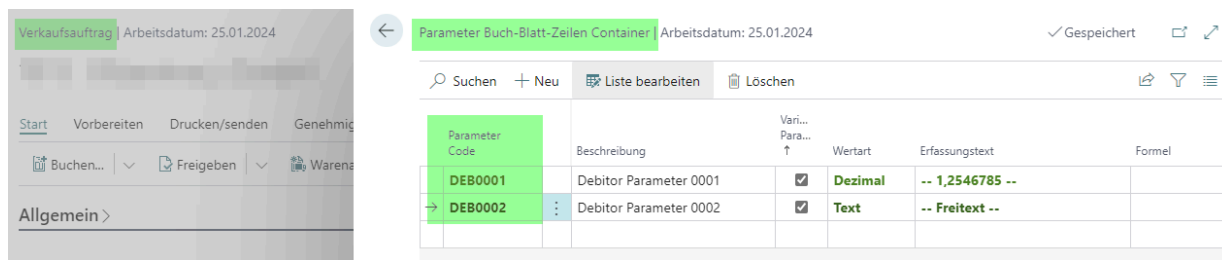 Verkaufsauftrag | Arbeitsdatum: 25.01.2024
Start Vorbereiten Drucken/senden Genehmig
Buchen... Freigeben Warena
Allgemein
Parameter Buch-Blatt-Zeilen Container | Arbeitsdatum: 25.01.2024 Gespeichert
Suchen Neu Liste bearbeiten Löschen
Parameter Code Beschreibung Vari... Para... ↑ Wertart Erfassungstext Formel
DEB0001 Debitor Parameter 0001 Dezimal -- 1,2546785 --
DEB0002 Debitor Parameter 0002 Text -- Freitext --